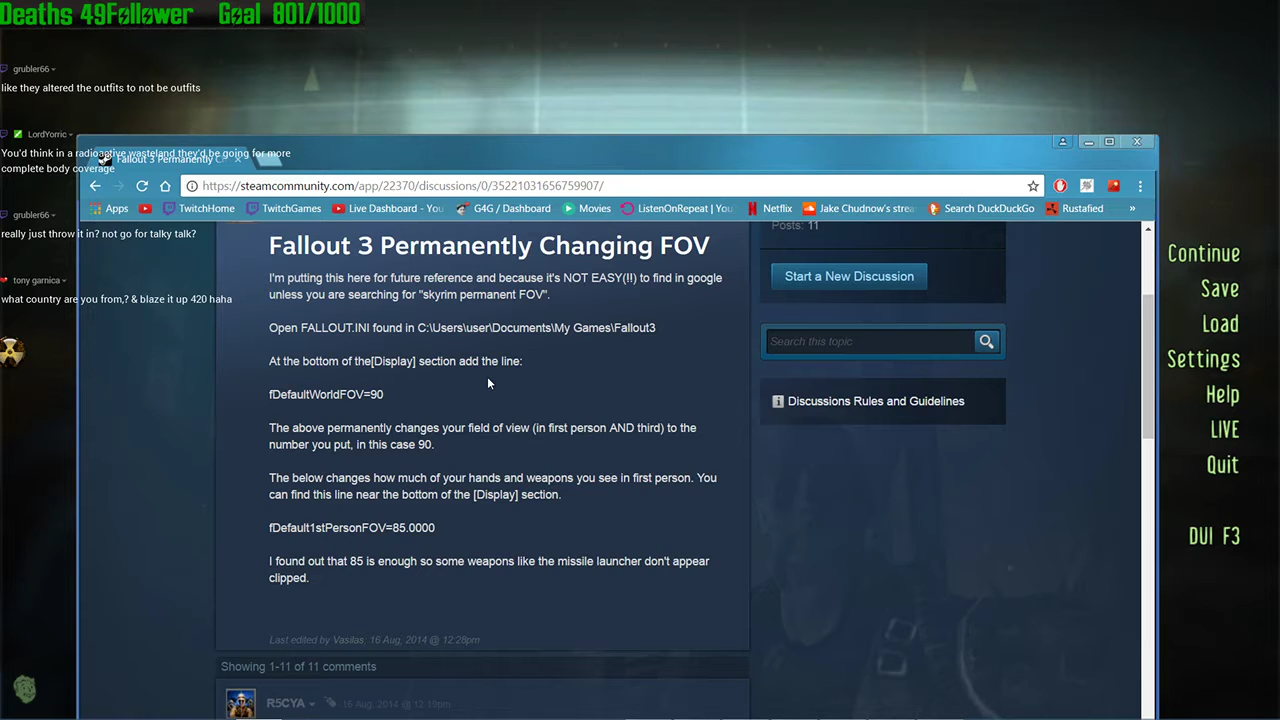 Deaths 49Follower Goal 801/1000
grubler66
like they altered the outfits to not be outfits
LordYorric
You'd think in a radioactive wasteland they'd be going for more
complete body coverage
grubler66
really just throw it in? not go for talky talk?
tony garnica
what country are you from,? & blaze it up 420 haha
Fallout 3 Permanently
https://steamcommunity.com/app/22370/discussions/0/35221031656759907/
Apps
TwitchHome
TwitchGames
Live Dashboard - You
G4G / Dashboard
Movies
ListenOnRepeat | You
Netflix
Jake Chudnow's strea
Search DuckDuckGo
Rustafied
»
Fallout 3 Permanently Changing FOV
I'm putting this here for future reference and because it's NOT EASY(!!) to find in google
unless you are searching for "skyrim permanent FOV".
Open FALLOUT.INI found in C:\Users\user\Documents\My Games\Fallout3
At the bottom of the[Display] section add the line:
fDefaultWorldFOV=90
The above permanently changes your field of view (in first person AND third) to the
number you put, in this case 90.
The below changes how much of your hands and weapons you see in first person. You
can find this line near the bottom of the [Display] section.
fDefault1stPersonFOV=85.0000
I found out that 85 is enough so some weapons like the missile launcher don't appear
clipped.
Last edited by Vasilas; 16 Aug, 2014 @ 12:28pm
Showing 1-11 of 11 comments
R5CYA
16 Aug, 2014 @ 12:19pm
Posts: 11
Start a New Discussion
Search this topic
Discussions Rules and Guidelines
Continue
Save
Load
Settings
Help
LIVE
Quit
DUI F3